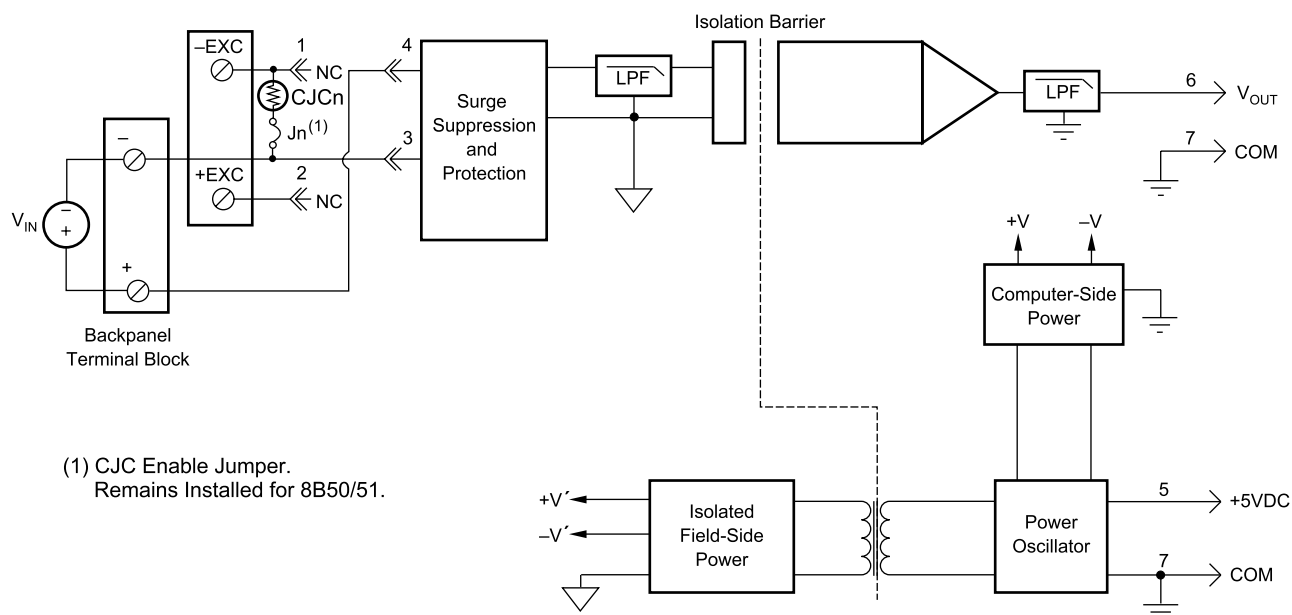 Isolation Barrier
–EXC
1
NC
4
CJCn
Jn(1)
LPF
Surge
Suppression
and
Protection
LPF
6
VOUT
–
3
7
COM
+EXC
2
NC
VIN
–
+
+
Backpanel
Terminal Block
+V
–V
Computer-Side
Power
(1) CJC Enable Jumper.
Remains Installed for 8B50/51.
+V´
–V´
Isolated
Field-Side
Power
Power
Oscillator
5
+5VDC
7
COM